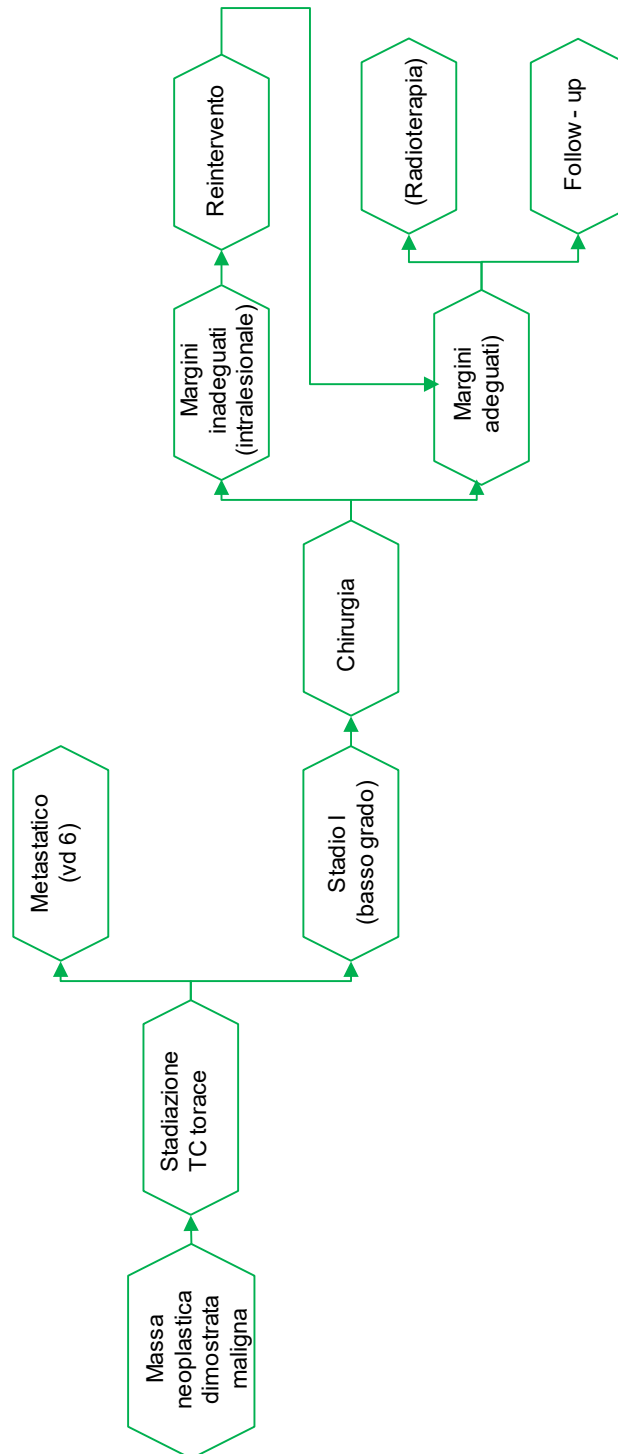 Massa
neoplastica
dimostrata
maligna
Stadiazione
TC torace
Metastatico
(vd 6)
Stadio I
(basso grado)
Chirurgia
Margini
inadeguati
(intralesionale)
Reintervento
Margini
adeguati)
(Radioterapia)
Follow - up